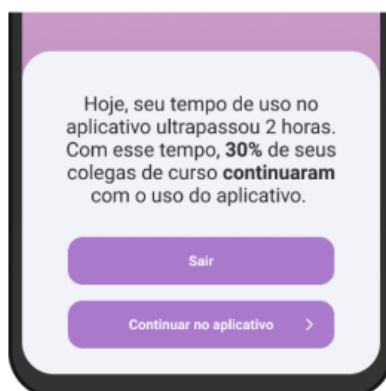 Hoje, seu tempo de uso no
aplicativo ultrapassou 2 horas.
Com esse tempo, 30% de seus
colegas de curso continuaram
com o uso do aplicativo.
Sair
Continuar no aplicativo